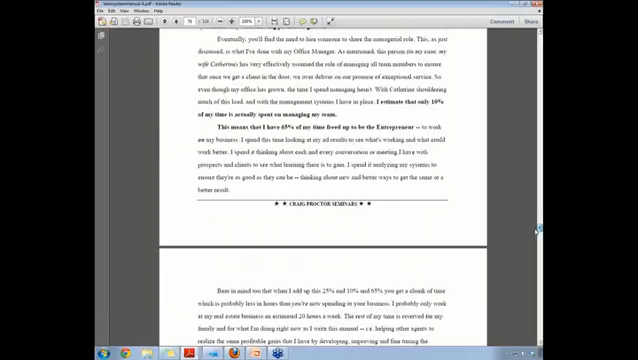 teamsystemmanual-4.pdf - Adobe Reader
File Edit View Window Help
71 / 116 100% Comment Share
Eventually, you'll find the need to hire someone to share the managerial role. This, as just
discussed, is what I've done with my Office Manager. As mentioned, this person (in my case, my
wife Catherine) has very effectively assumed the role of managing all team members to ensure
that once we get a client in the door, we over deliver on our promise of exceptional service. So
even though my office has grown, the time I spend managing hasn't. With Catherine shouldering
much of this load, and with the management systems I have in place, I estimate that only 10%
of my time is actually spent on managing my team.
This means that I have 65% of my time freed up to be the Entrepreneur -- to work
on my business. I spend this time looking at my ad results to see what's working and what could
work better. I spend it thinking about each and every conversation or meeting I have with
prospects and clients to see what learning there is to gain. I spend it analyzing my systems to
ensure they're as good as they can be -- thinking about new and better ways to get the same or a
better result.
★ ★ CRAIG PROCTOR SEMINARS ★ ★
Bear in mind too that when I add up this 25% and 10% and 65% you get a chunk of time
which is probably less in hours than you're now spending in your business. I probably only work
at my real estate business an estimated 20 hours a week. The rest of my time is reserved for my
family and for what I'm doing right now as I write this manual -- i.e. helping other agents to
realize the same profitable gains that I have by developing, improving and fine tuning the